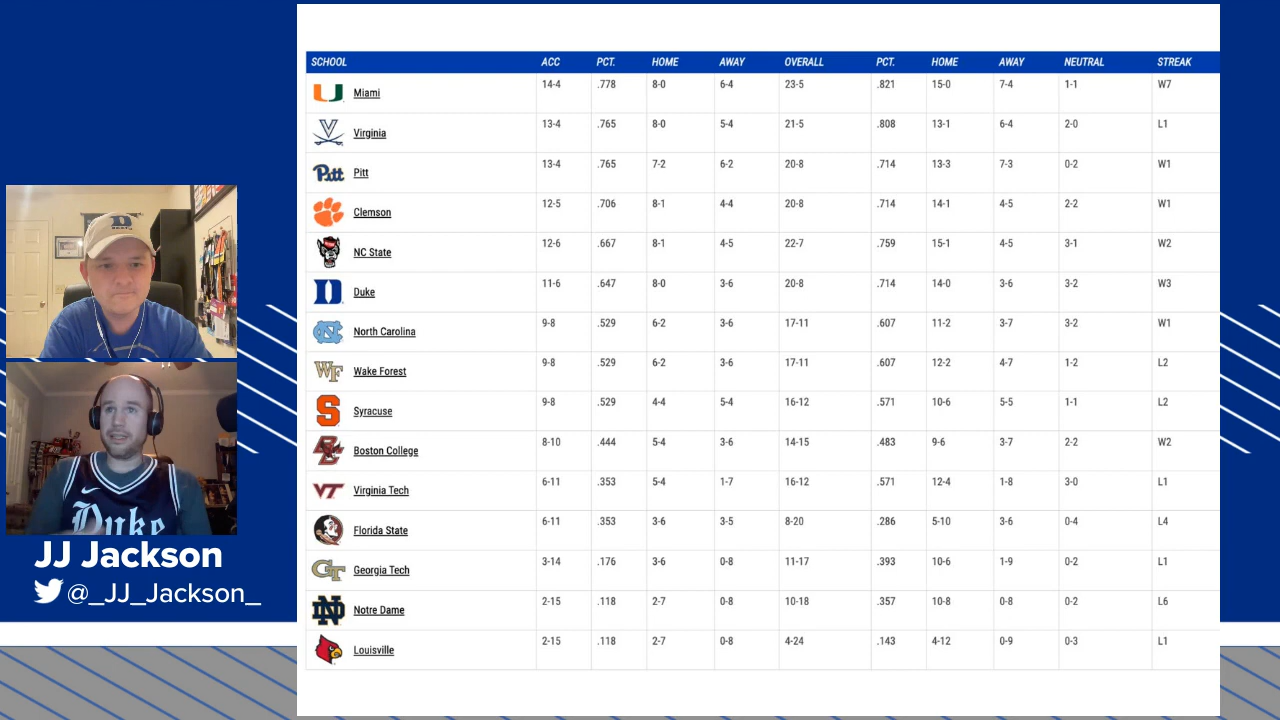 SCHOOL ACC PCT. HOME AWAY OVERALL PCT. HOME AWAY NEUTRAL STREAK
Miami 14-4 .778 8-0 6-4 23-5 .821 15-0 7-4 1-1 W7
Virginia 13-4 .765 8-0 5-4 21-5 .808 13-1 6-4 2-0 L1
Pitt Pitt 13-4 .765 7-2 6-2 20-8 .714 13-3 7-3 0-2 W1
Clemson 12-5 .706 8-1 4-4 20-8 .714 14-1 4-5 2-2 W1
NC State 12-6 .667 8-1 4-5 22-7 .759 15-1 4-5 3-1 W2
D Duke 11-6 .647 8-0 3-6 20-8 .714 14-0 3-6 3-2 W3
NC North Carolina 9-8 .529 6-2 3-6 17-11 .607 11-2 3-7 3-2 W1
WF Wake Forest 9-8 .529 6-2 3-6 17-11 .607 12-2 4-7 1-2 L2
S Syracuse 9-8 .529 4-4 5-4 16-12 .571 10-6 5-5 1-1 L2
BC Boston College 8-10 .444 5-4 3-6 14-15 .483 9-6 3-7 2-2 W2
VT Virginia Tech 6-11 .353 5-4 1-7 16-12 .571 12-4 1-8 3-0 L1
Florida State 6-11 .353 3-6 3-5 8-20 .286 5-10 3-6 0-4 L4
GT Georgia Tech 3-14 .176 3-6 0-8 11-17 .393 10-6 1-9 0-2 L1
ND Notre Dame 2-15 .118 2-7 0-8 10-18 .357 10-8 0-8 0-2 L6
Louisville 2-15 .118 2-7 0-8 4-24 .143 4-12 0-9 0-3 L1
D
Duke
JJ Jackson
@_JJ_Jackson_